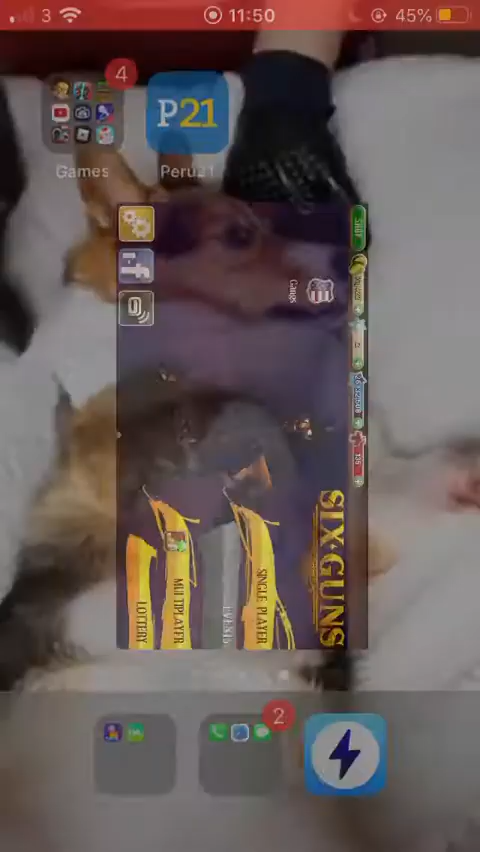 3 11:50 45%
4
P21
Games Peru21
SHOP
Gangs
SIX-GUNS
SINGLE PLAYER
EVENTS
MULTIPLAYER
LOTTERY
2